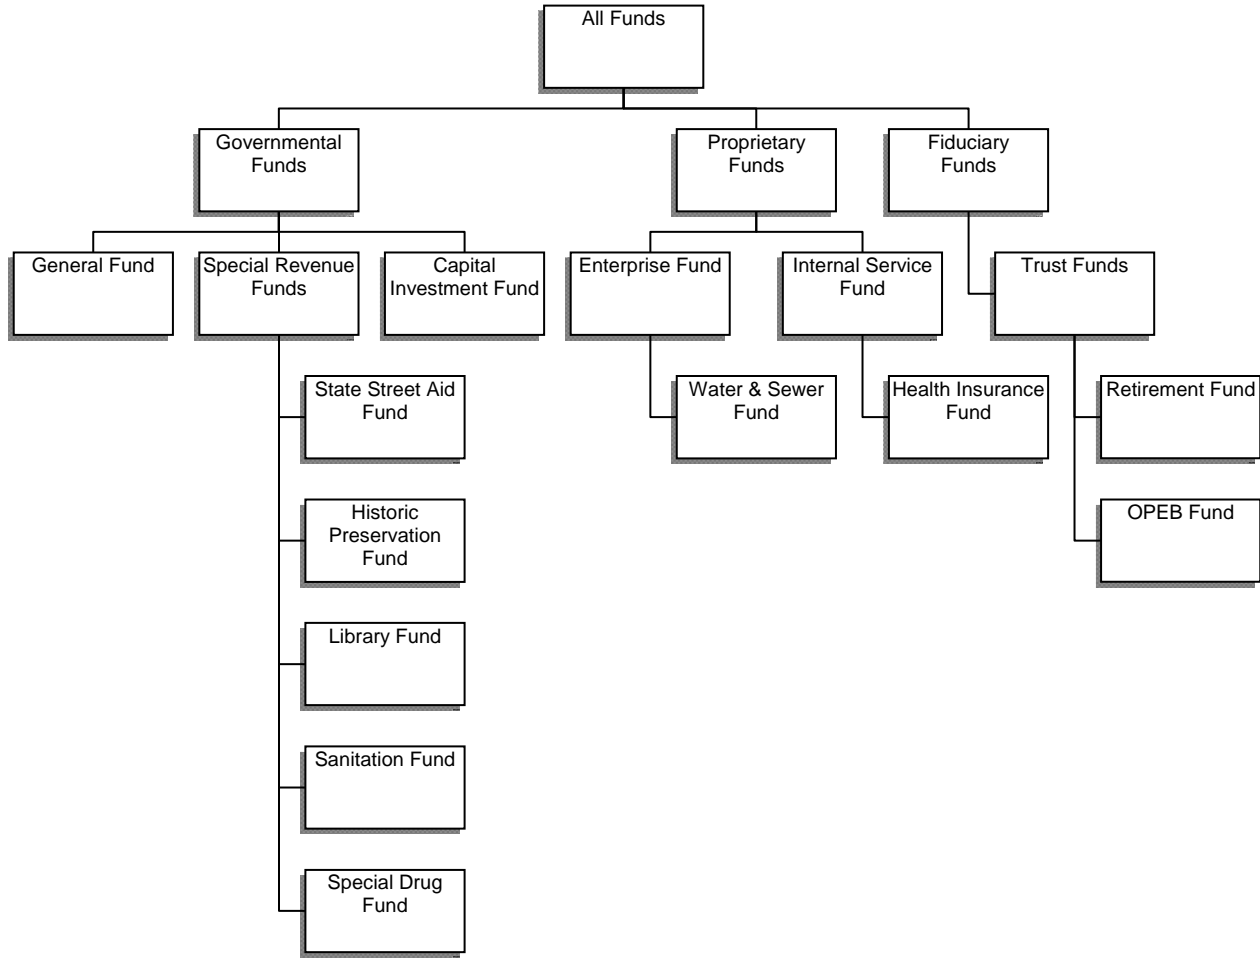 All Funds
Governmental
Funds
Proprietary
Funds
Fiduciary
Funds
General Fund
Special Revenue
Funds
Capital
Investment Fund
Enterprise Fund
Internal Service
Fund
Trust Funds
State Street Aid
Fund
Water & Sewer
Fund
Health Insurance
Fund
Retirement Fund
Historic
Preservation
Fund
OPEB Fund
Library Fund
Sanitation Fund
Special Drug
Fund